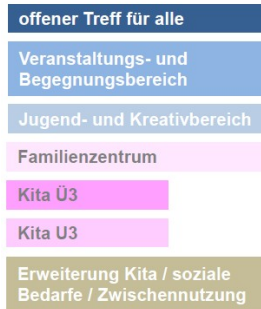 offener Treff für alle
Veranstaltungs- und
Begegnungsbereich
Jugend- und Kreativbereich
Familienzentrum
Kita Ü3
Kita U3
Erweiterung Kita / soziale
Bedarfe / Zwischennutzung